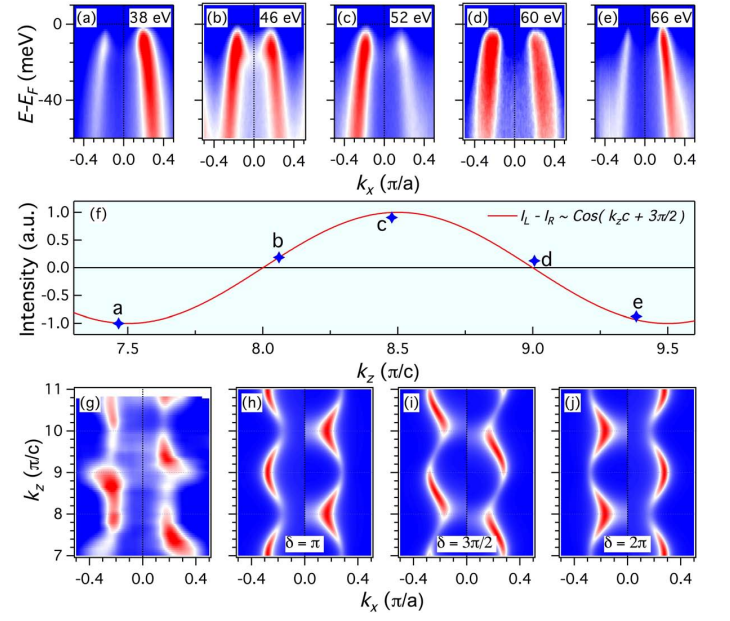 (a) 38 eV (b) 46 eV (c) 52 eV (d) 60 eV (e) 66 eV
E-E_F (meV)
0
-40
-0.4 0.0 0.4 -0.4 0.0 0.4 -0.4 0.0 0.4 -0.4 0.0 0.4 -0.4 0.0 0.4
k_x (π/a)
(f)
I_L - I_R ~ Cos( k_zc + 3π/2 )
Intensity (a.u.)
1.0
0.5
0.0
-0.5
-1.0
a
b
c
d
e
7.5 8.0 8.5 9.0 9.5
k_z (π/c)
(g) (h) (i) (j)
k_z (π/c)
11
10
9
8
7
δ = π δ = 3π/2 δ = 2π
-0.4 0.0 0.4 -0.4 0.0 0.4 -0.4 0.0 0.4 -0.4 0.0 0.4
k_x (π/a)